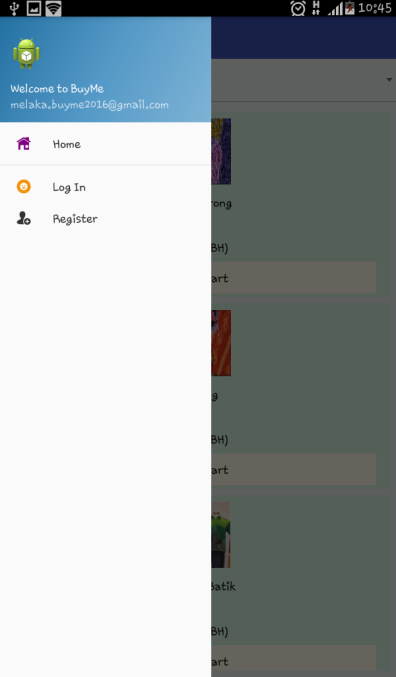 H
10:45
Welcome to BuyMe
melaka.buyme2016@gmail.com
Home
Log In
Register
rong
BH)
art
g
BH)
art
Batik
BH)
art